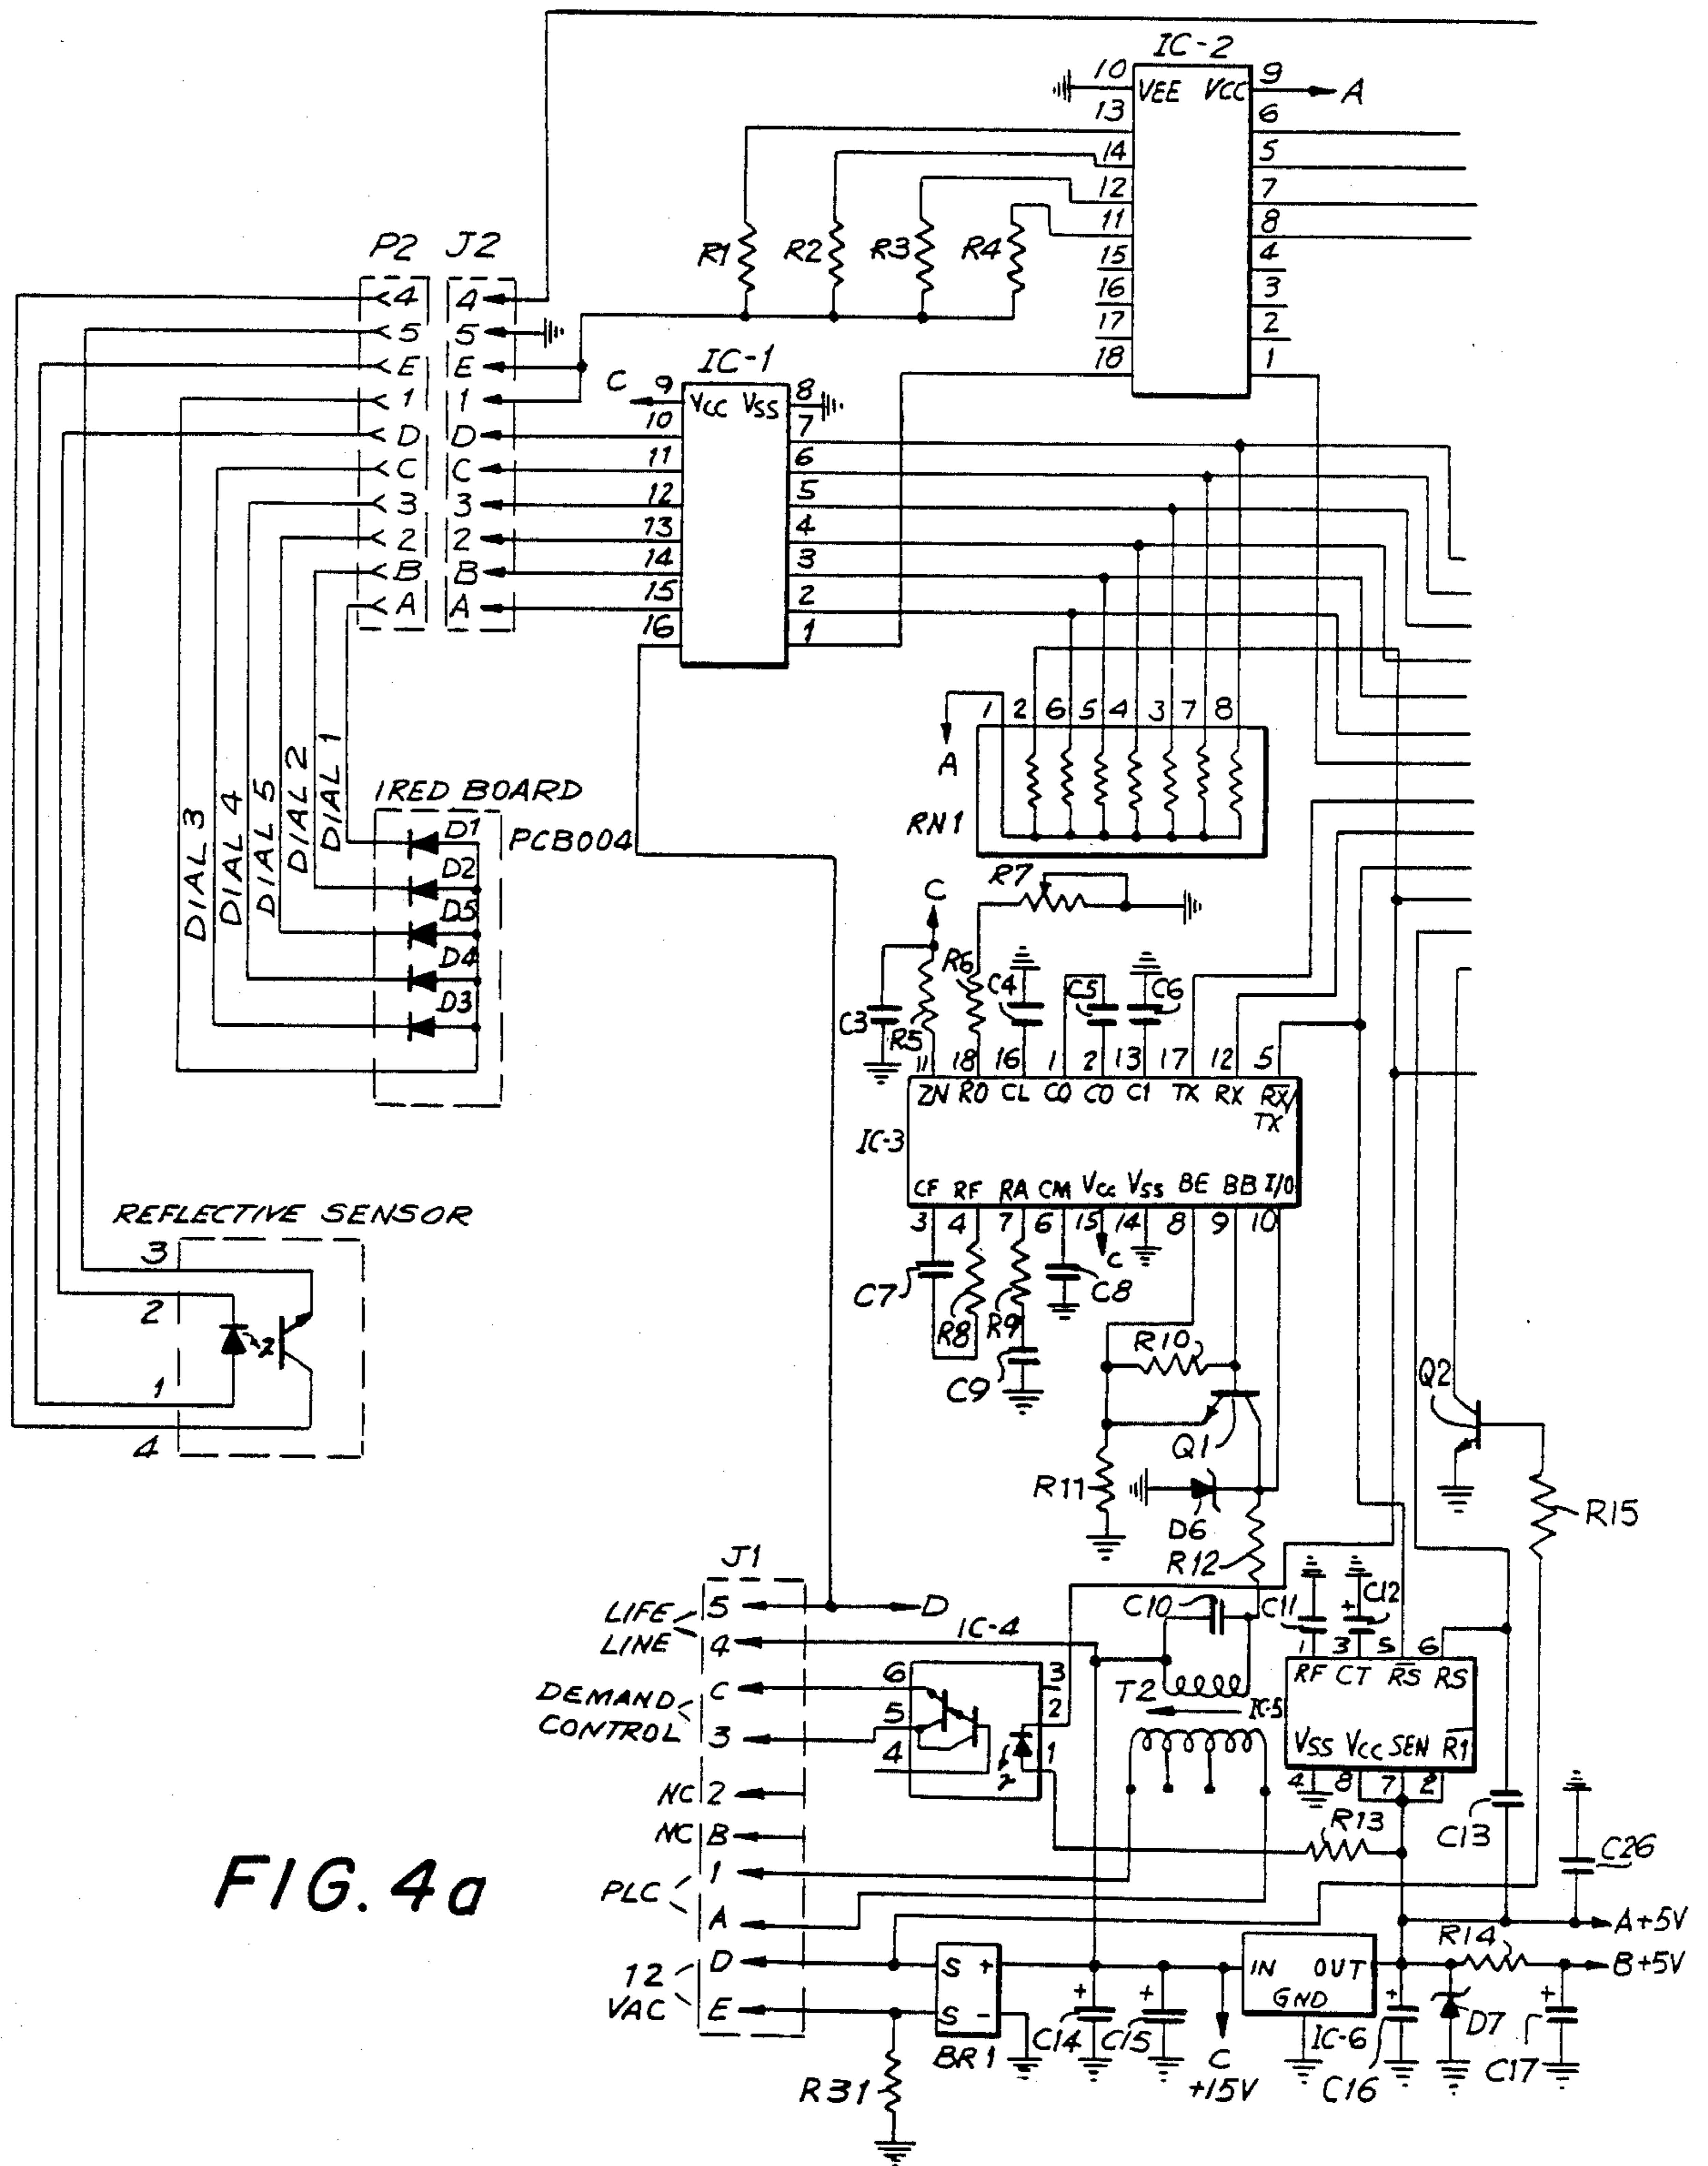 IC-2
10 VEE VCC 9 A
13 6
14 5
12 7
11 8
15 4
16 3
17 2
18 1
R1 R2 R3 R4
P2 J2
4 4
5 5
E E
1 1
D D
C C
3 3
2 2
B B
A A
IC-1
C 9 VCC VSS 8
10 7
11 6
12 5
13 4
14 3
15 2
16 1
DIAL 3
DIAL 4
DIAL 5
DIAL 2
DIAL 1
IRED BOARD
PCB004
D1
D2
D5
D4
D3
1 2 6 5 4 3 7 8
A
RN1
R7
C
C3 R5 R6 C4 C5 C6
11 18 16 1 2 13 17 12 5
ZN RO CL CO CO C1 TX RX RX/
TX
IC-3
CF RF RA CM VCC VSS BE BB I/O
3 4 7 6 15 14 8 9 10
C
C7 R8 R9 C8
C9
R10
Q1
R11
D6
R12
REFLECTIVE SENSOR
3
2
1
4
Q2
R15
J1
LIFE LINE
5 D
4
DEMAND CONTROL
C
3
NC 2
NC B
PLC
1
A
12 VAC
D
E
IC-4
6 3
5 2
4 1
C10
T2
C11 C12
1 3 5 6
RF CT RS RS
IC-5
VSS VCC SEN R1
4 8 7 2
R13
C13
C26
A+5V
R14
B+5V
S +
S -
BR1
R31
C14 C15
C
+15V
IN OUT
GND
IC-6
C16
D7
C17
FIG. 4a